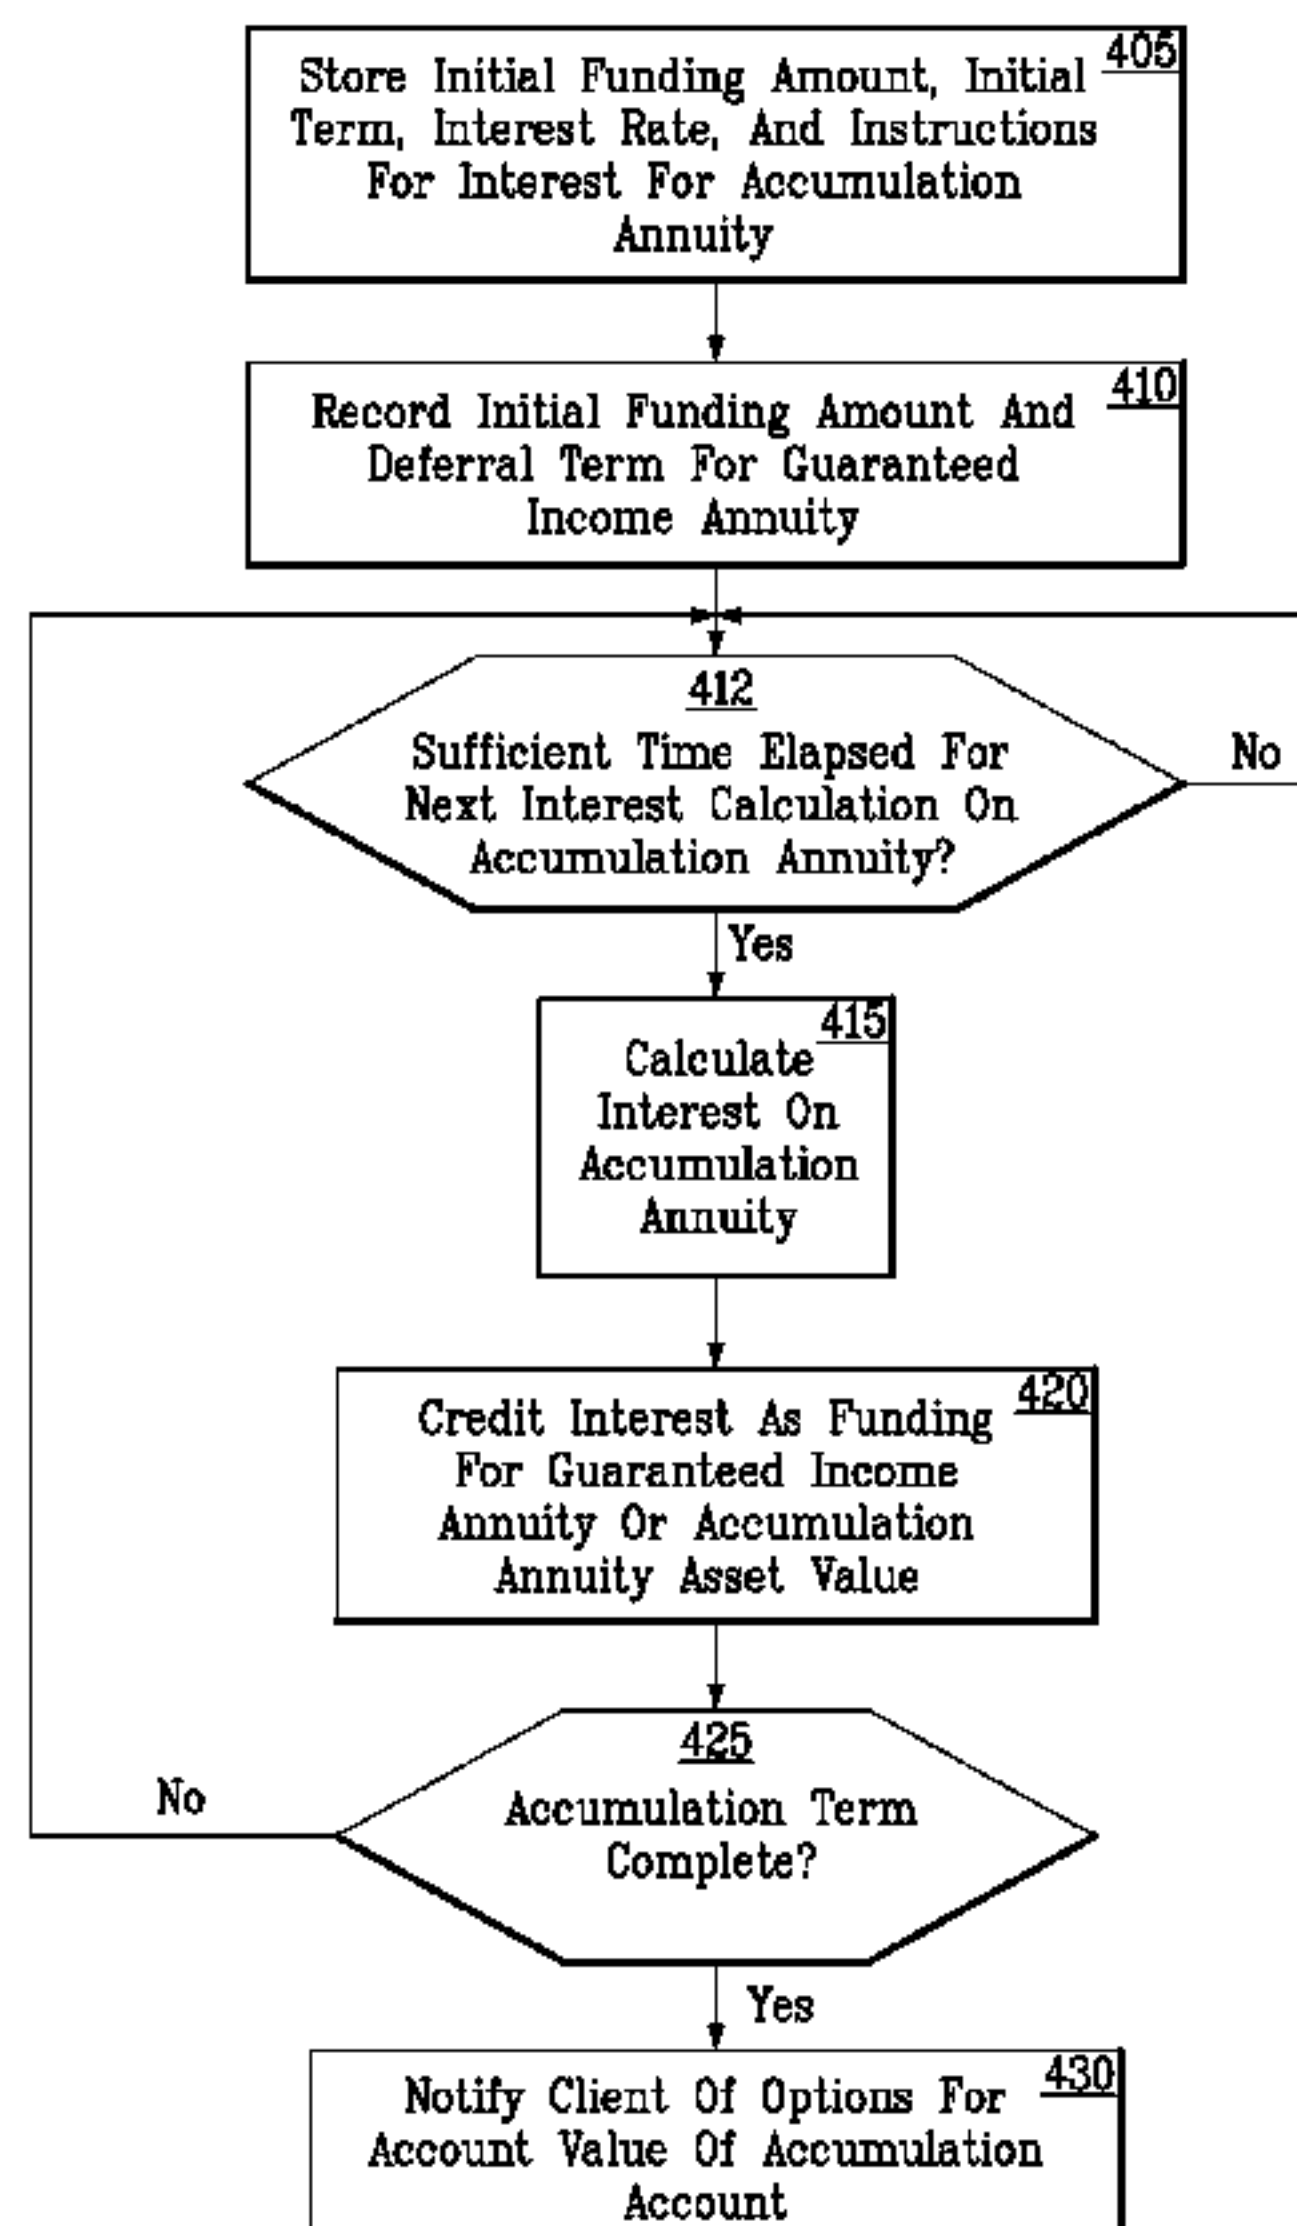 405
Store Initial Funding Amount, Initial
Term, Interest Rate, And Instructions
For Interest For Accumulation
Annuity
410
Record Initial Funding Amount And
Deferral Term For Guaranteed
Income Annuity
412
Sufficient Time Elapsed For
Next Interest Calculation On
Accumulation Annuity?
No
Yes
415
Calculate
Interest On
Accumulation
Annuity
420
Credit Interest As Funding
For Guaranteed Income
Annuity Or Accumulation
Annuity Asset Value
425
Accumulation Term
Complete?
No
Yes
430
Notify Client Of Options For
Account Value Of Accumulation
Account